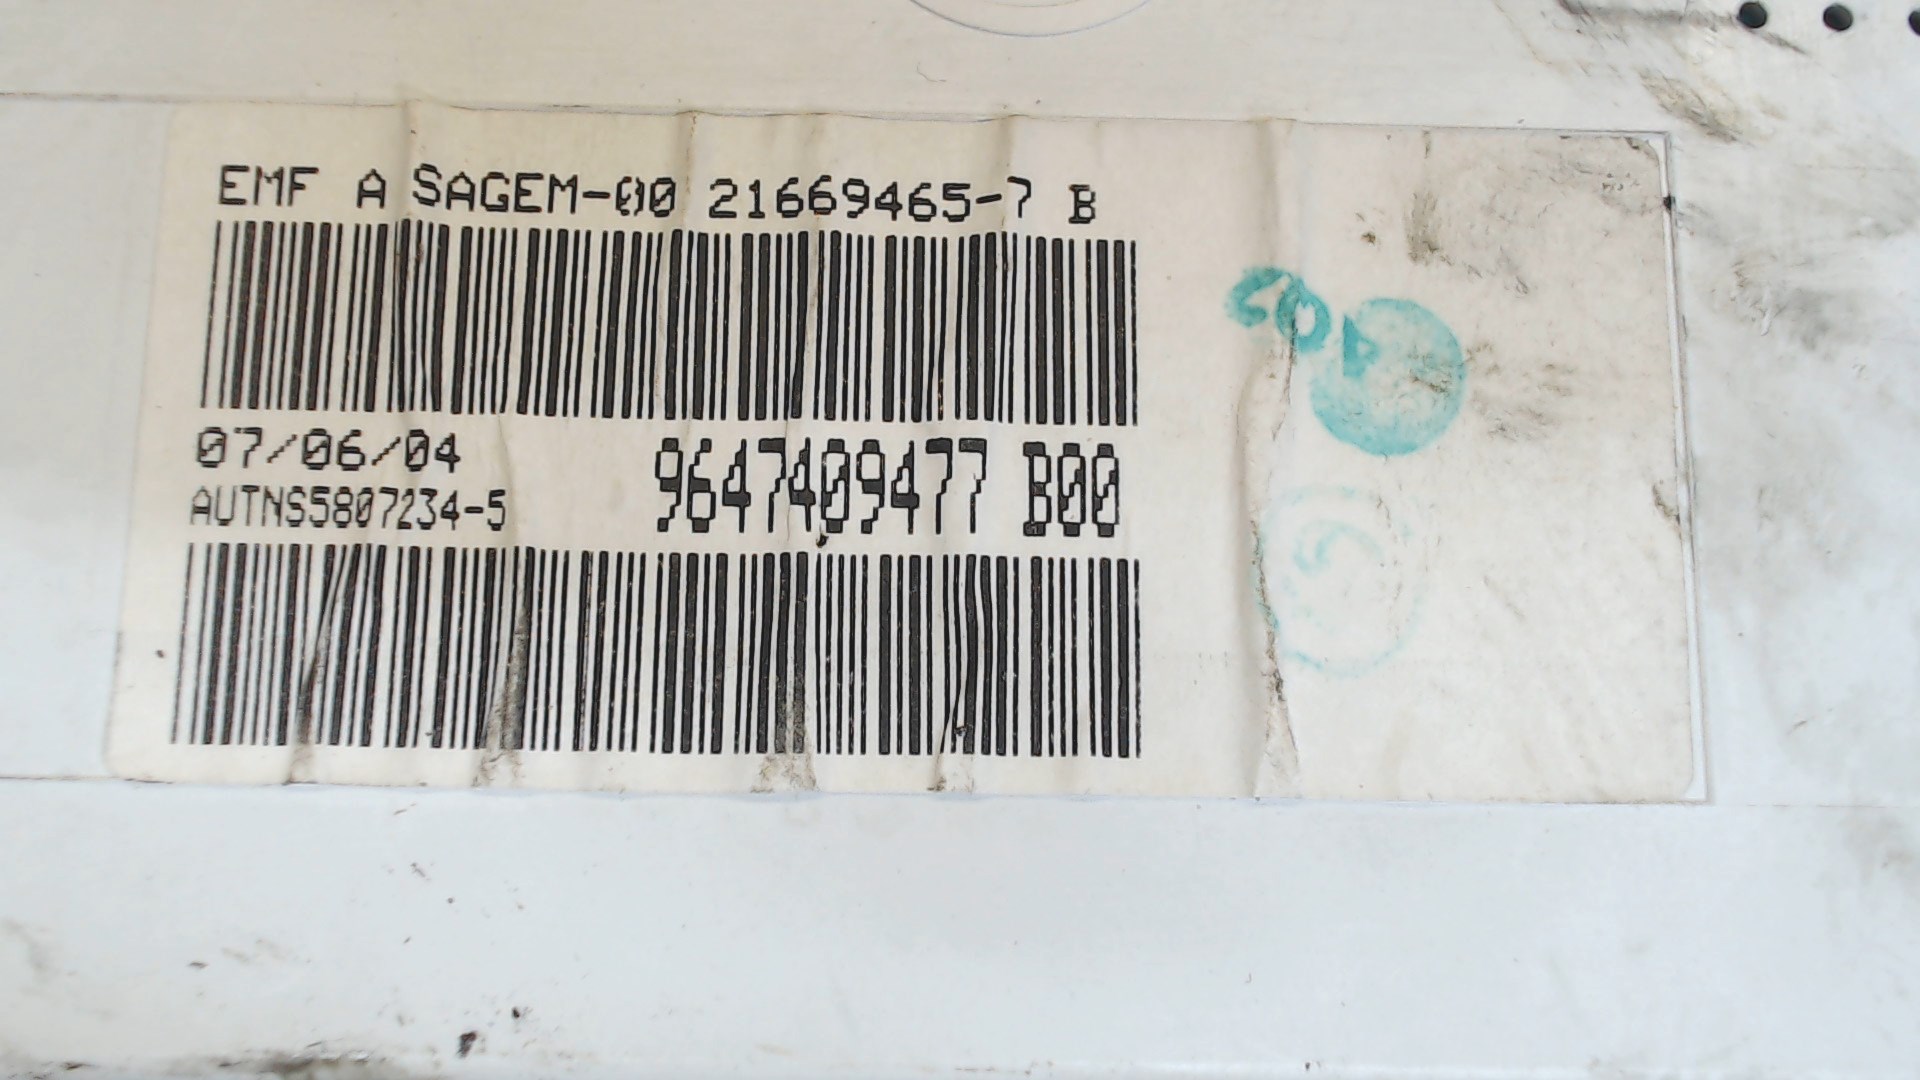 EMF A SAGEM-00 21669465-7 B
07/06/04
9647409477 B00
AUTNS5807234-5